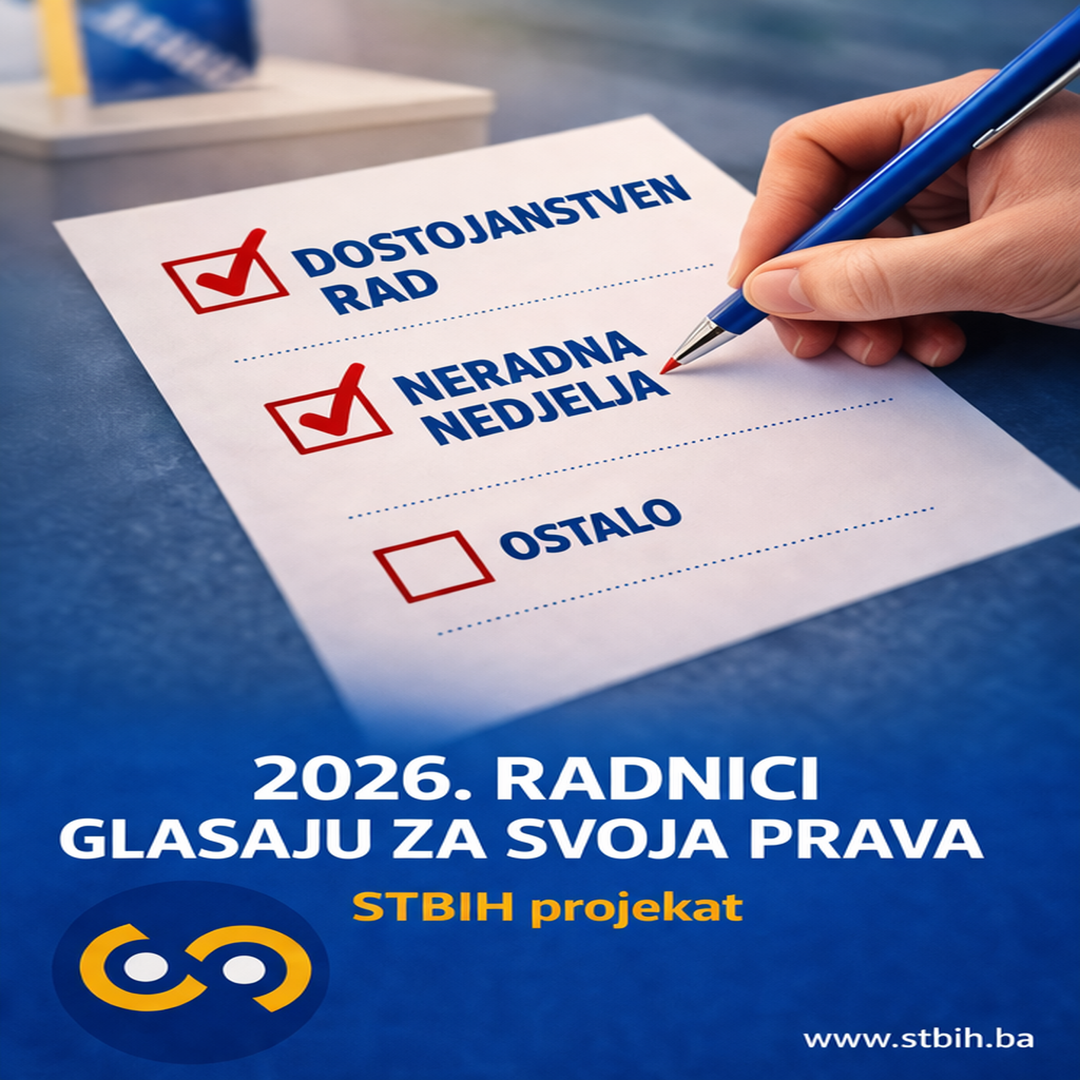 DOSTOJANSTVEN
RAD
NERADNA
NEDJELJA
OSTALO
2026. RADNICI
GLASAJU ZA SVOJA PRAVA
STBIH projekat
www.stbih.ba